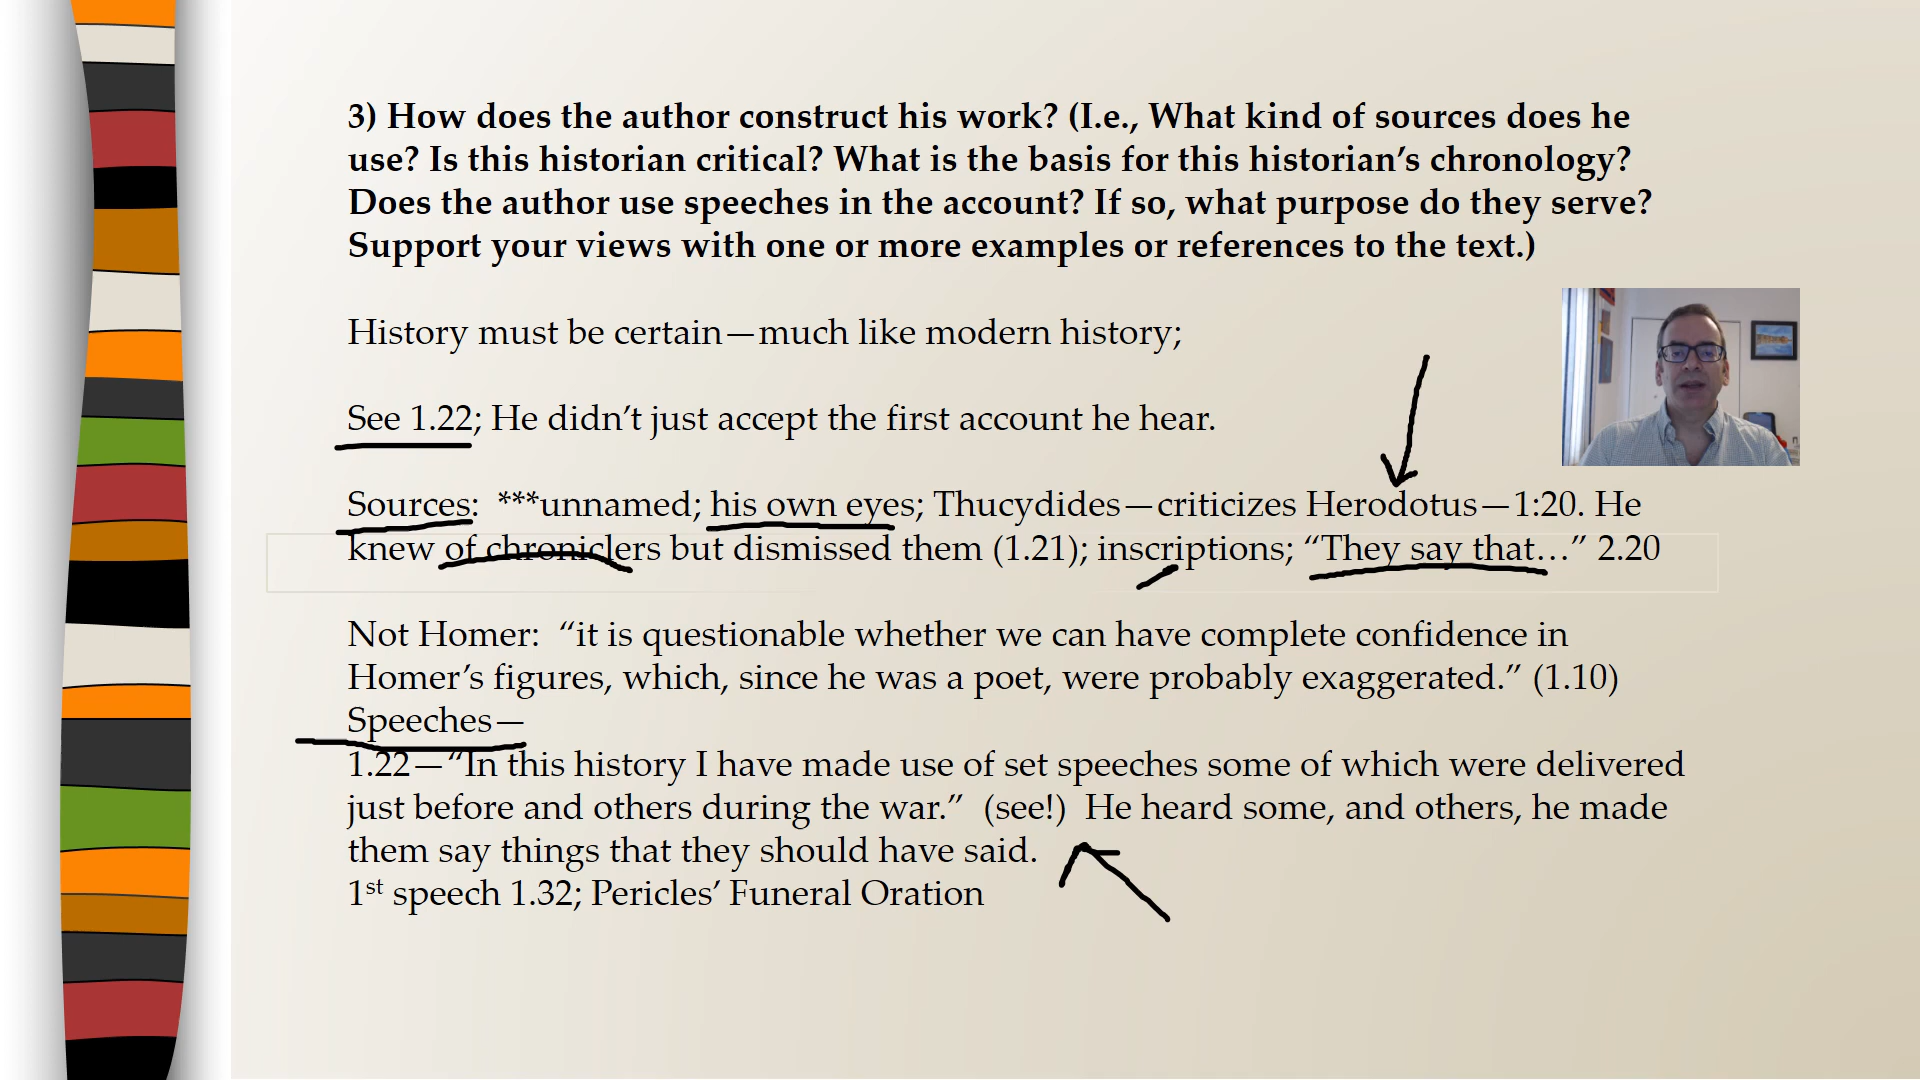 3) How does the author construct his work? (I.e., What kind of sources does he
use? Is this historian critical? What is the basis for this historian’s chronology?
Does the author use speeches in the account? If so, what purpose do they serve?
Support your views with one or more examples or references to the text.)
History must be certain—much like modern history;
See 1.22; He didn’t just accept the first account he hear.
Sources:  ***unnamed; his own eyes; Thucydides—criticizes Herodotus—1:20. He
knew of chroniclers but dismissed them (1.21); inscriptions; “They say that…” 2.20
Not Homer:  “it is questionable whether we can have complete confidence in
Homer’s figures, which, since he was a poet, were probably exaggerated.” (1.10)
Speeches—
1.22—“In this history I have made use of set speeches some of which were delivered
just before and others during the war.”  (see!)  He heard some, and others, he made
them say things that they should have said.
1st speech 1.32; Pericles’ Funeral Oration